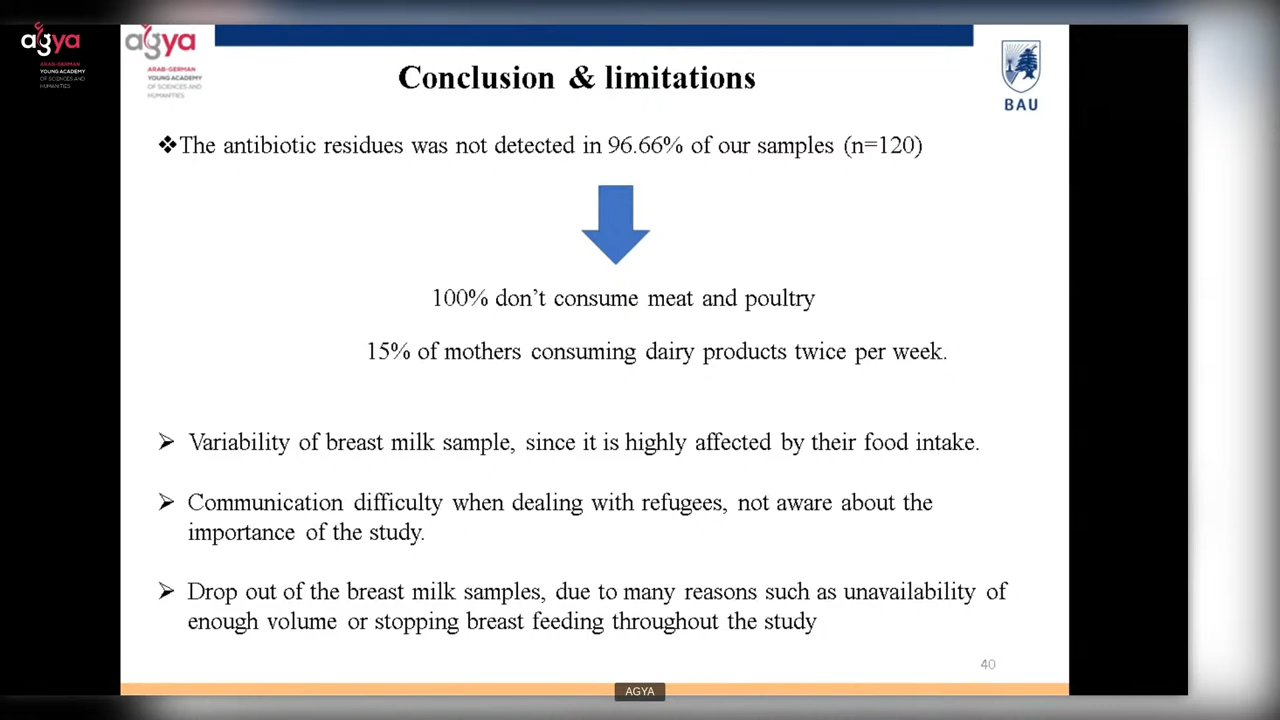 agya
ARAB-GERMAN
YOUNG ACADEMY
OF SCIENCES AND
HUMANITIES
agya
ARAB-GERMAN
YOUNG ACADEMY
OF SCIENCES AND
HUMANITIES
Conclusion & limitations
BAU
❖The antibiotic residues was not detected in 96.66% of our samples (n=120)
100% don’t consume meat and poultry
15% of mothers consuming dairy products twice per week.
➢ Variability of breast milk sample, since it is highly affected by their food intake.
➢ Communication difficulty when dealing with refugees, not aware about the
importance of the study.
➢ Drop out of the breast milk samples, due to many reasons such as unavailability of
enough volume or stopping breast feeding throughout the study
40
AGYA